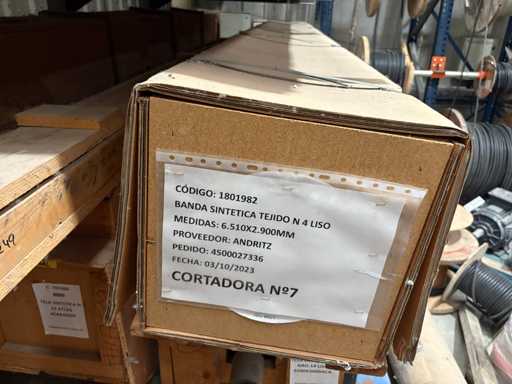 CÓDIGO: 1801982
BANDA SINTETICA TEJIDO N 4 LISO
MEDIDAS: 6.510X2.900MM
PROVEEDOR: ANDRITZ
PEDIDO: 4500027336
FECHA: 03/10/2023
CORTADORA Nº7